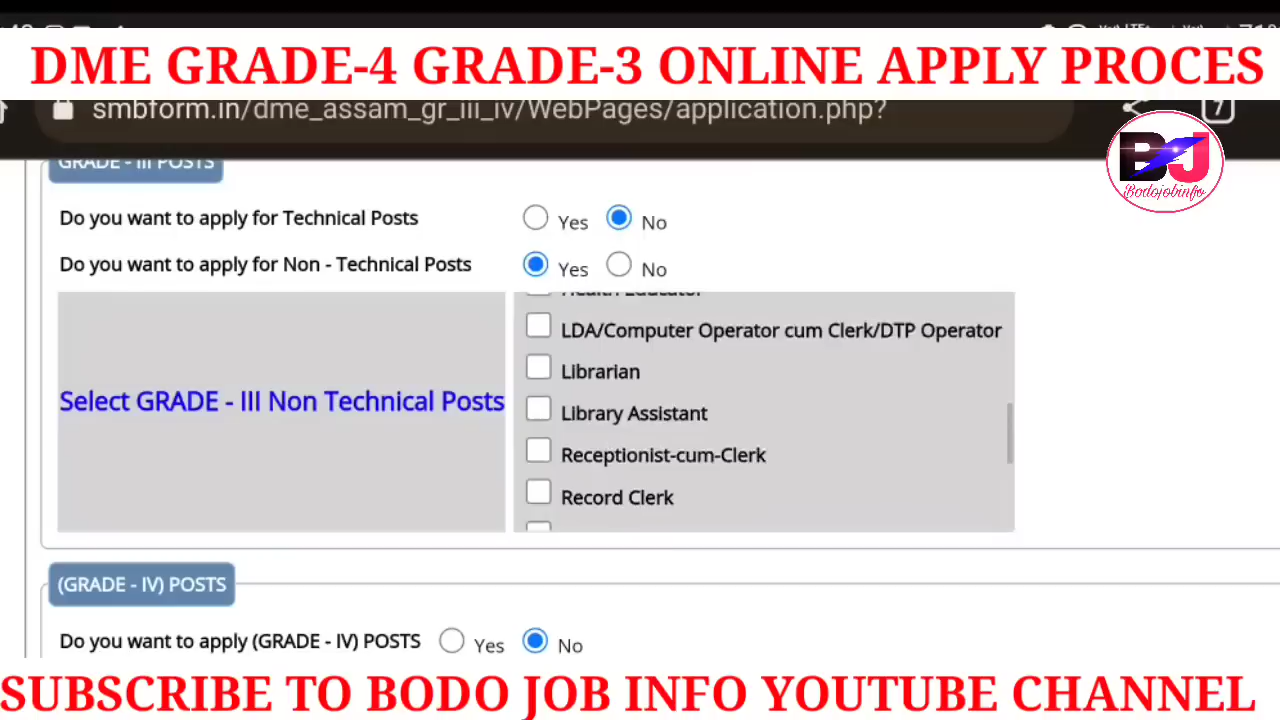 DME GRADE-4 GRADE-3 ONLINE APPLY PROCES
smbform.in/dme_assam_gr_iii_iv/WebPages/application.php?
7
BJ
Bodojobinfo
GRADE - III POSTS
Do you want to apply for Technical Posts Yes No
Do you want to apply for Non - Technical Posts Yes No
Health Educator
LDA/Computer Operator cum Clerk/DTP Operator
Librarian
Select GRADE - III Non Technical Posts
Library Assistant
Receptionist-cum-Clerk
Record Clerk
(GRADE - IV) POSTS
Do you want to apply (GRADE - IV) POSTS Yes No
SUBSCRIBE TO BODO JOB INFO YOUTUBE CHANNEL